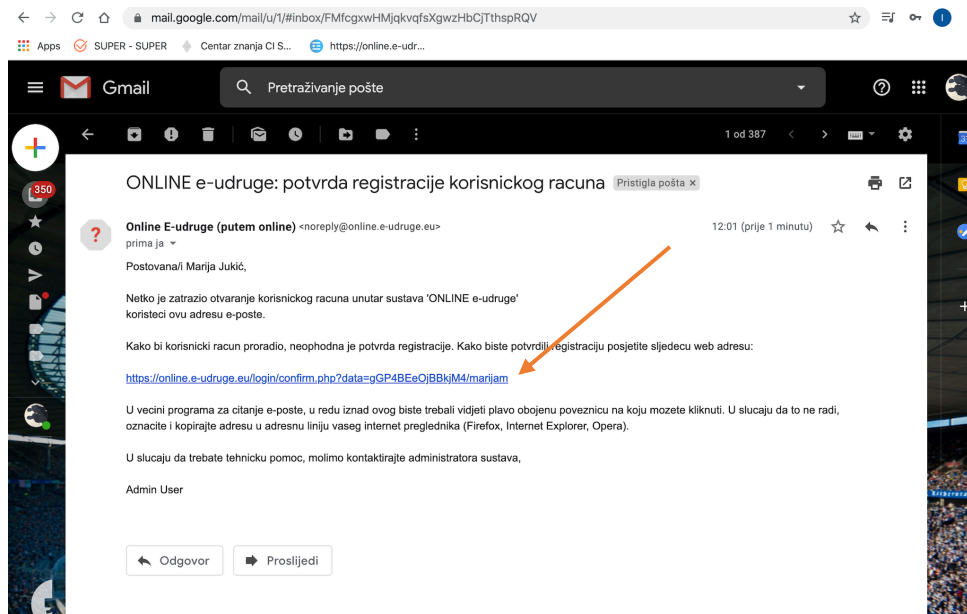 mail.google.com/mail/u/1/#inbox/FMfcgxwHMjqkvqfsXgwzHbCjTthspRQV
I
Apps SUPER - SUPER Centar znanja CI S... https://online.e-udr...
Gmail Pretraživanje pošte
1 od 387
350
ONLINE e-udruge: potvrda registracije korisnickog racuna Pristigla pošta ×
Online E-udruge (putem online) <noreply@online.e-udruge.eu> 12:01 (prije 1 minutu)
prima ja
Postovana/i Marija Jukić,
Netko je zatrazio otvaranje korisnickog racuna unutar sustava 'ONLINE e-udruge'
koristeci ovu adresu e-poste.
Kako bi korisnicki racun proradio, neophodna je potvrda registracije. Kako biste potvrdili registraciju posjetite sljedecu web adresu:
https://online.e-udruge.eu/login/confirm.php?data=gGP4BEeOjBBkjM4/marijam
U vecini programa za citanje e-poste, u redu iznad ovog biste trebali vidjeti plavo obojenu poveznicu na koju mozete kliknuti. U slucaju da to ne radi,
oznacite i kopirajte adresu u adresnu liniju vaseg internet preglednika (Firefox, Internet Explorer, Opera).
U slucaju da trebate tehnicku pomoc, molimo kontaktirajte administratora sustava,
Admin User
Odgovor Proslijedi